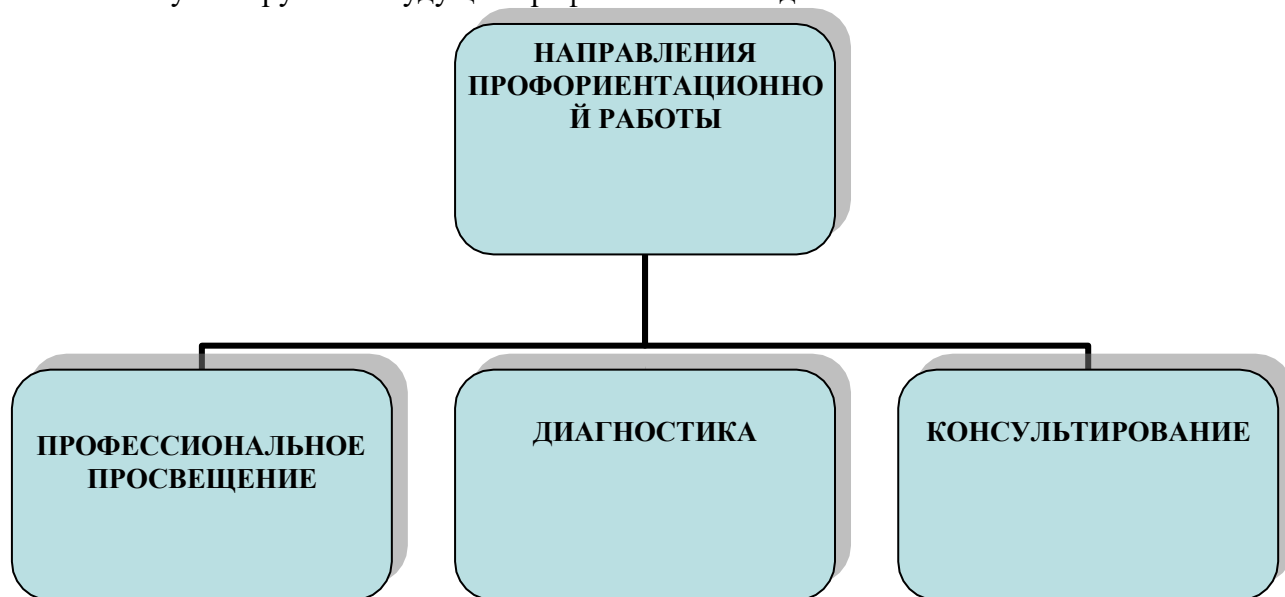 НАПРАВЛЕНИЯ
ПРОФОРИЕНТАЦИОННО
Й РАБОТЫ
ПРОФЕССИОНАЛЬНОЕ
ПРОСВЕЩЕНИЕ
ДИАГНОСТИКА
КОНСУЛЬТИРОВАНИЕ